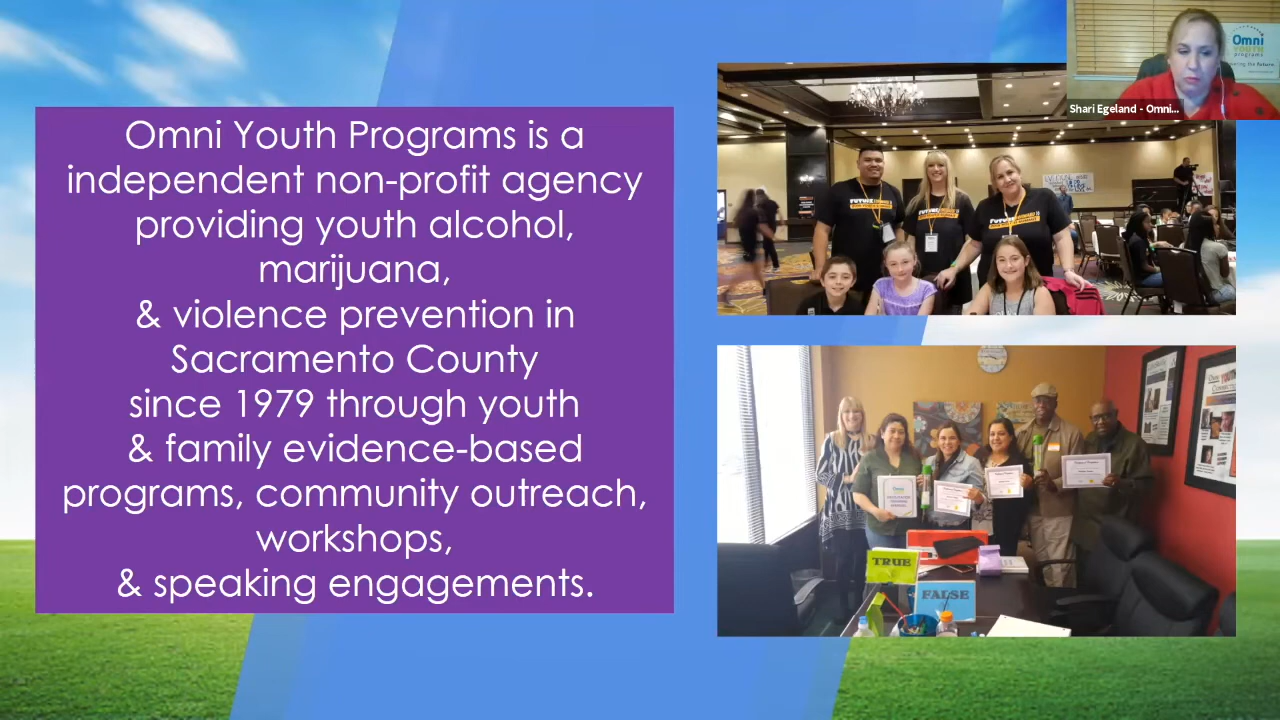 Omni Youth Programs is a
independent non-profit agency
providing youth alcohol,
marijuana,
& violence prevention in
Sacramento County
since 1979 through youth
& family evidence-based
programs, community outreach,
workshops,
& speaking engagements.
Omni
YOUTH
programs
Shari Egeland - Omni...
TRUE
FALSE